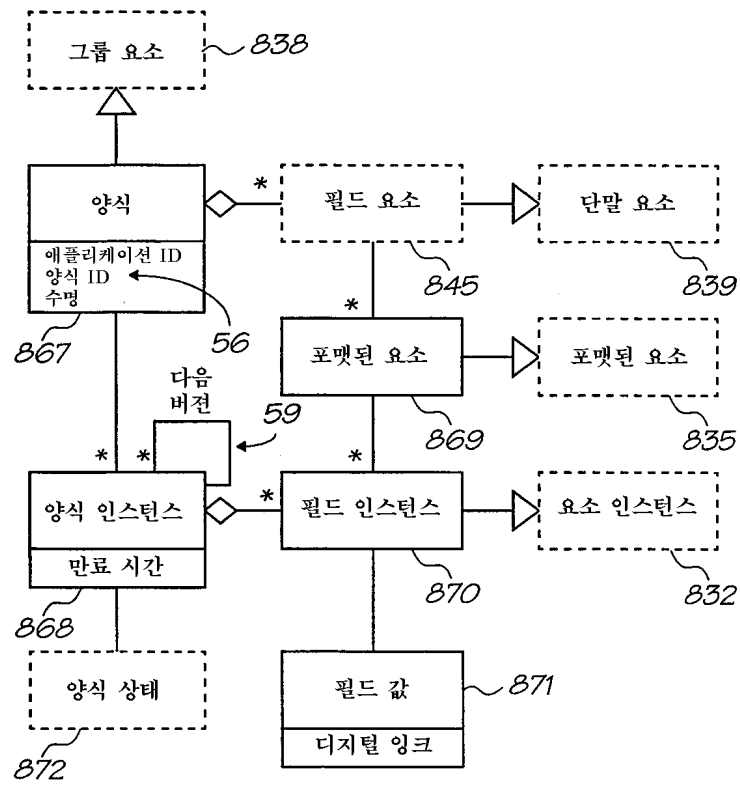 그룹 요소
838
양식
*
필드 요소
단말 요소
애플리케이션 ID
양식 ID
수명
845
839
867
56
*
포맷된 요소
포맷된 요소
다음
버젼
59
869
835
*
*
*
양식 인스턴스
*
필드 인스턴스
요소 인스턴스
만료 시간
868
870
832
양식 상태
필드 값
871
디지털 잉크
872